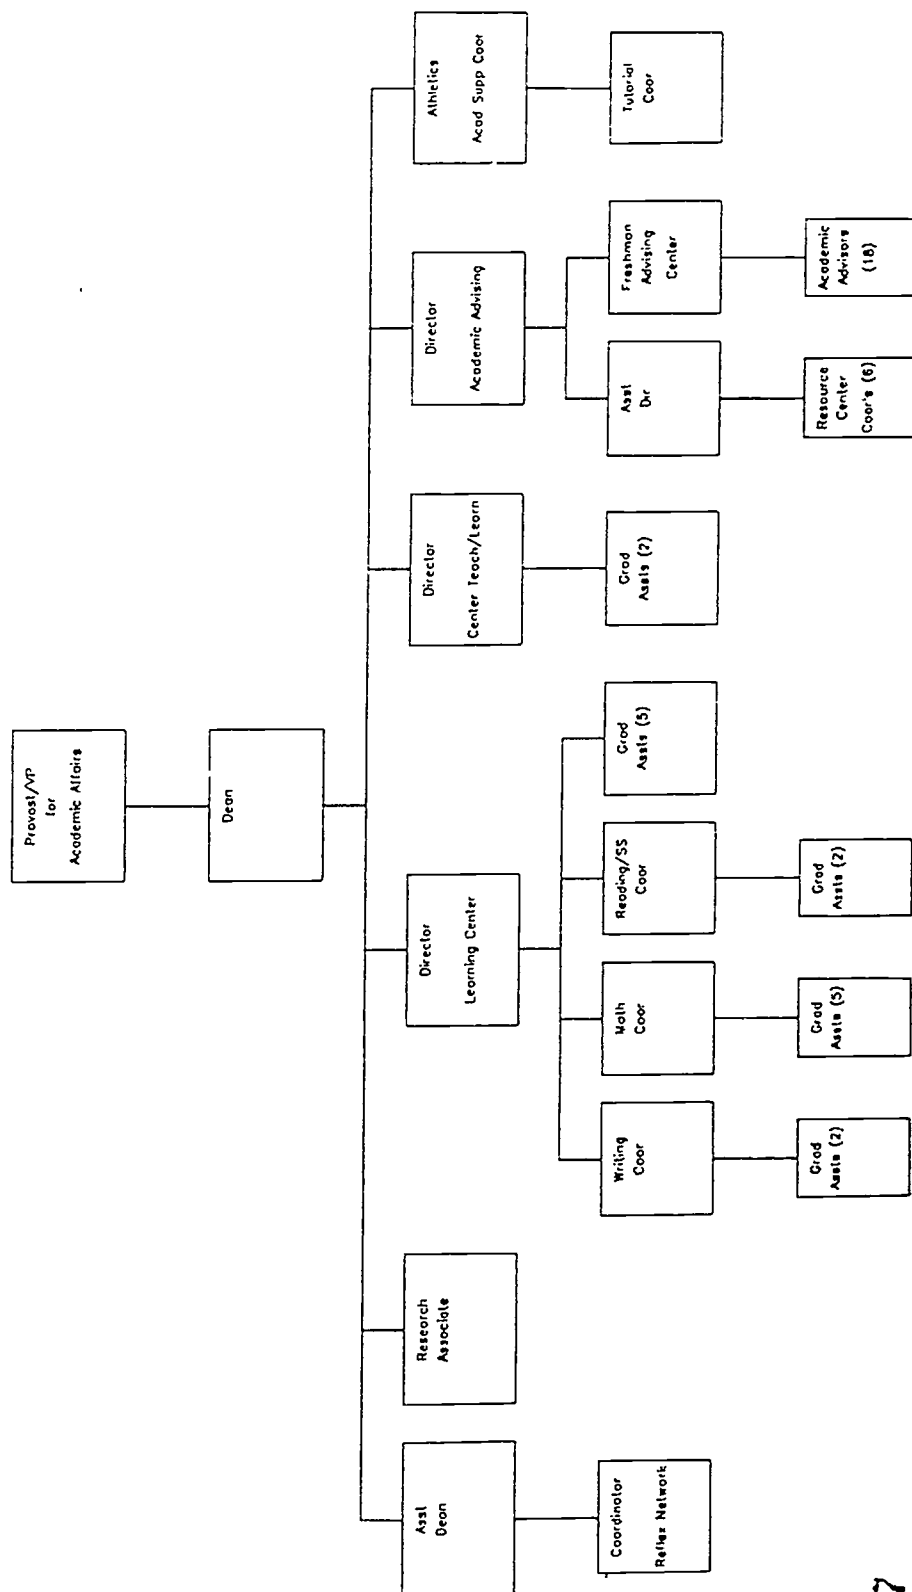 Provost/VP
for
Academic Affairs
Dean
Asst
Dean
Research
Associate
Director
Learning Center
Director
Center Teach/Learn
Director
Academic Advising
Athletics
Acad Supp Coor
Coordinator
Reflex Network
Writing
Coor
Math
Coor
Reading/SS
Coor
Grad
Assts (5)
Grad
Assts (2)
Asst
Dir
Freshman
Advising
Center
Tutorial
Coor
Grad
Assts (2)
Grad
Assts (5)
Grad
Assts (2)
Resource
Center
Coor's (6)
Academic
Advisors
(18)
7